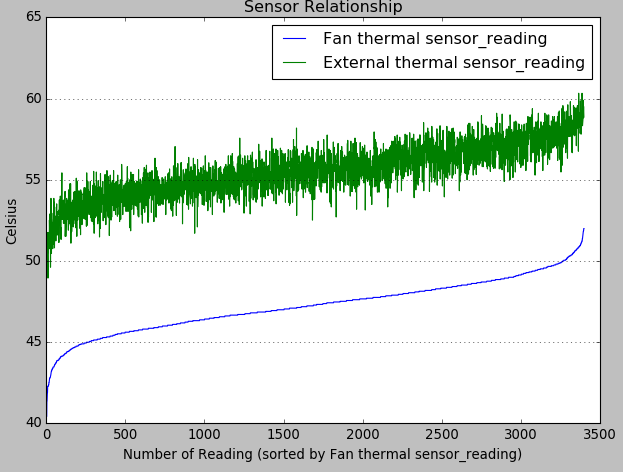 Sensor Relationship
65
60
55
50
45
40
Celsius
Fan thermal sensor_reading
External thermal sensor_reading
0 500 1000 1500 2000 2500 3000 3500
Number of Reading (sorted by Fan thermal sensor_reading)